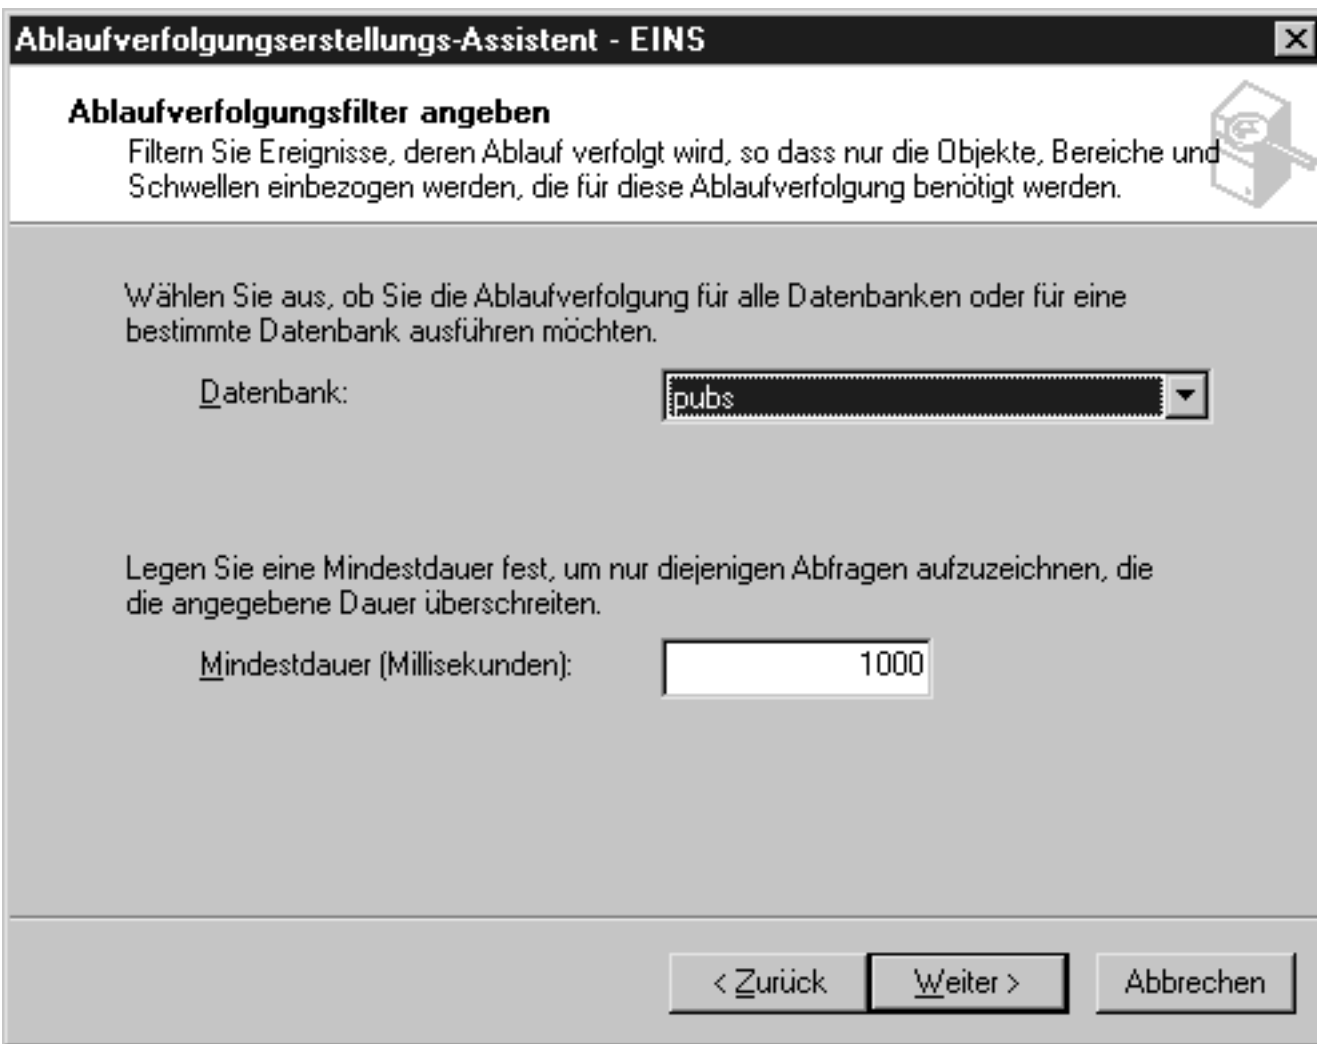 Ablaufverfolgungserstellungs-Assistent - EINS
Ablaufverfolgungsfilter angeben
Filtern Sie Ereignisse, deren Ablauf verfolgt wird, so dass nur die Objekte, Bereiche und
Schwellen einbezogen werden, die für diese Ablaufverfolgung benötigt werden.
Wählen Sie aus, ob Sie die Ablaufverfolgung für alle Datenbanken oder für eine
bestimmte Datenbank ausführen möchten.
Datenbank:
pubs
Legen Sie eine Mindestdauer fest, um nur diejenigen Abfragen aufzuzeichnen, die
die angegebene Dauer überschreiten.
Mindestdauer (Millisekunden):
1000
< Zurück
Weiter >
Abbrechen